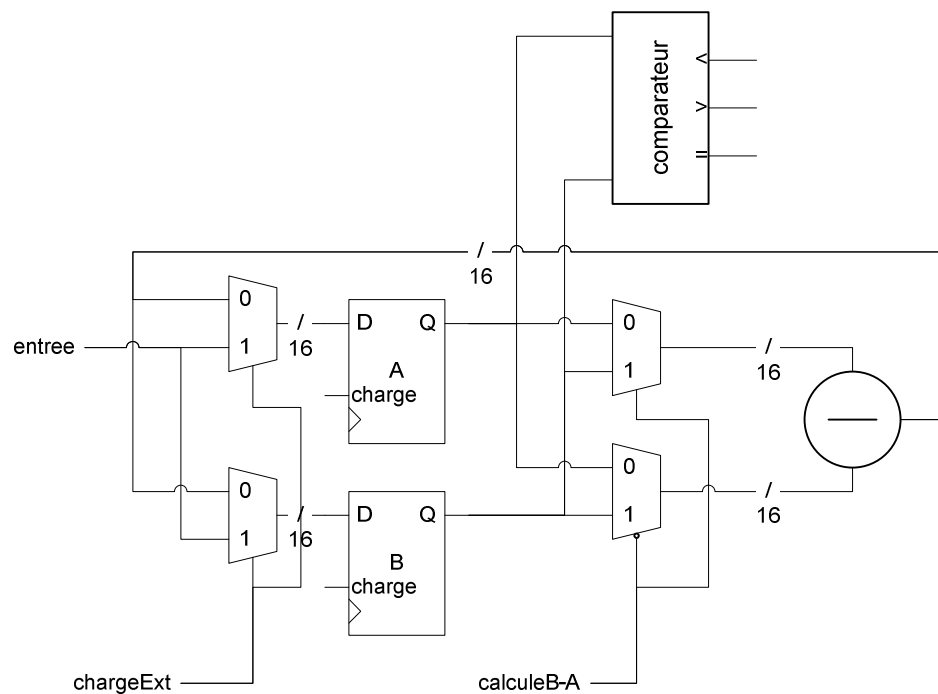 comparateur
<
>
=
/
16
0
1
/
16
D
Q
A
charge
0
1
/
16
entree
0
1
/
16
D
Q
B
charge
0
1
/
16
chargeExt
calculeB-A